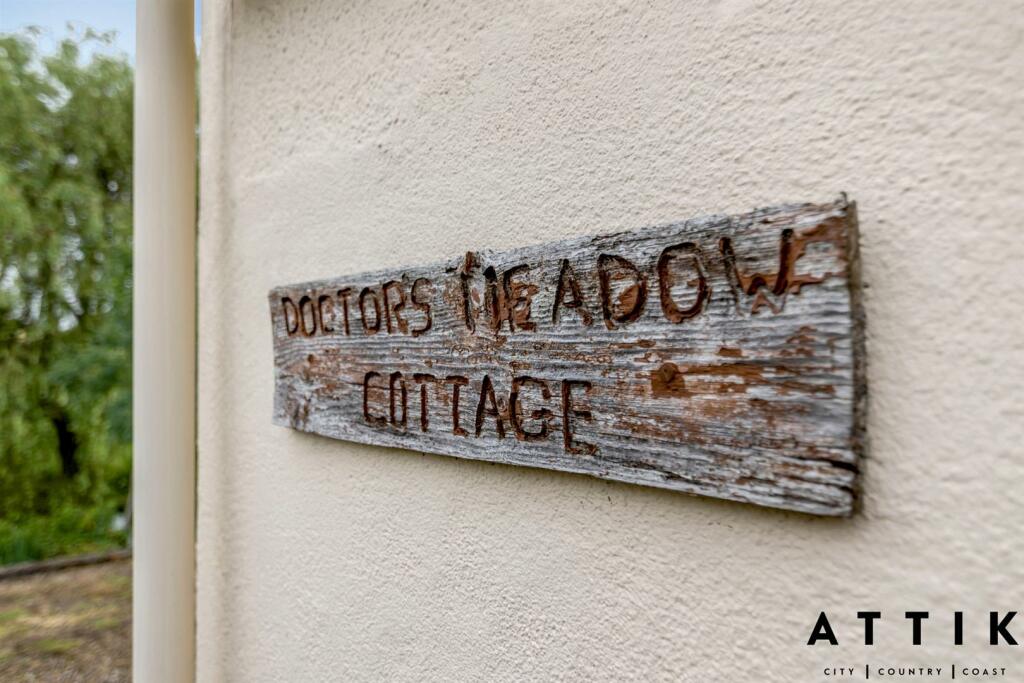 DOCTORS MEADOW
COTTAGE
ATTIK
CITY | COUNTRY | COAST